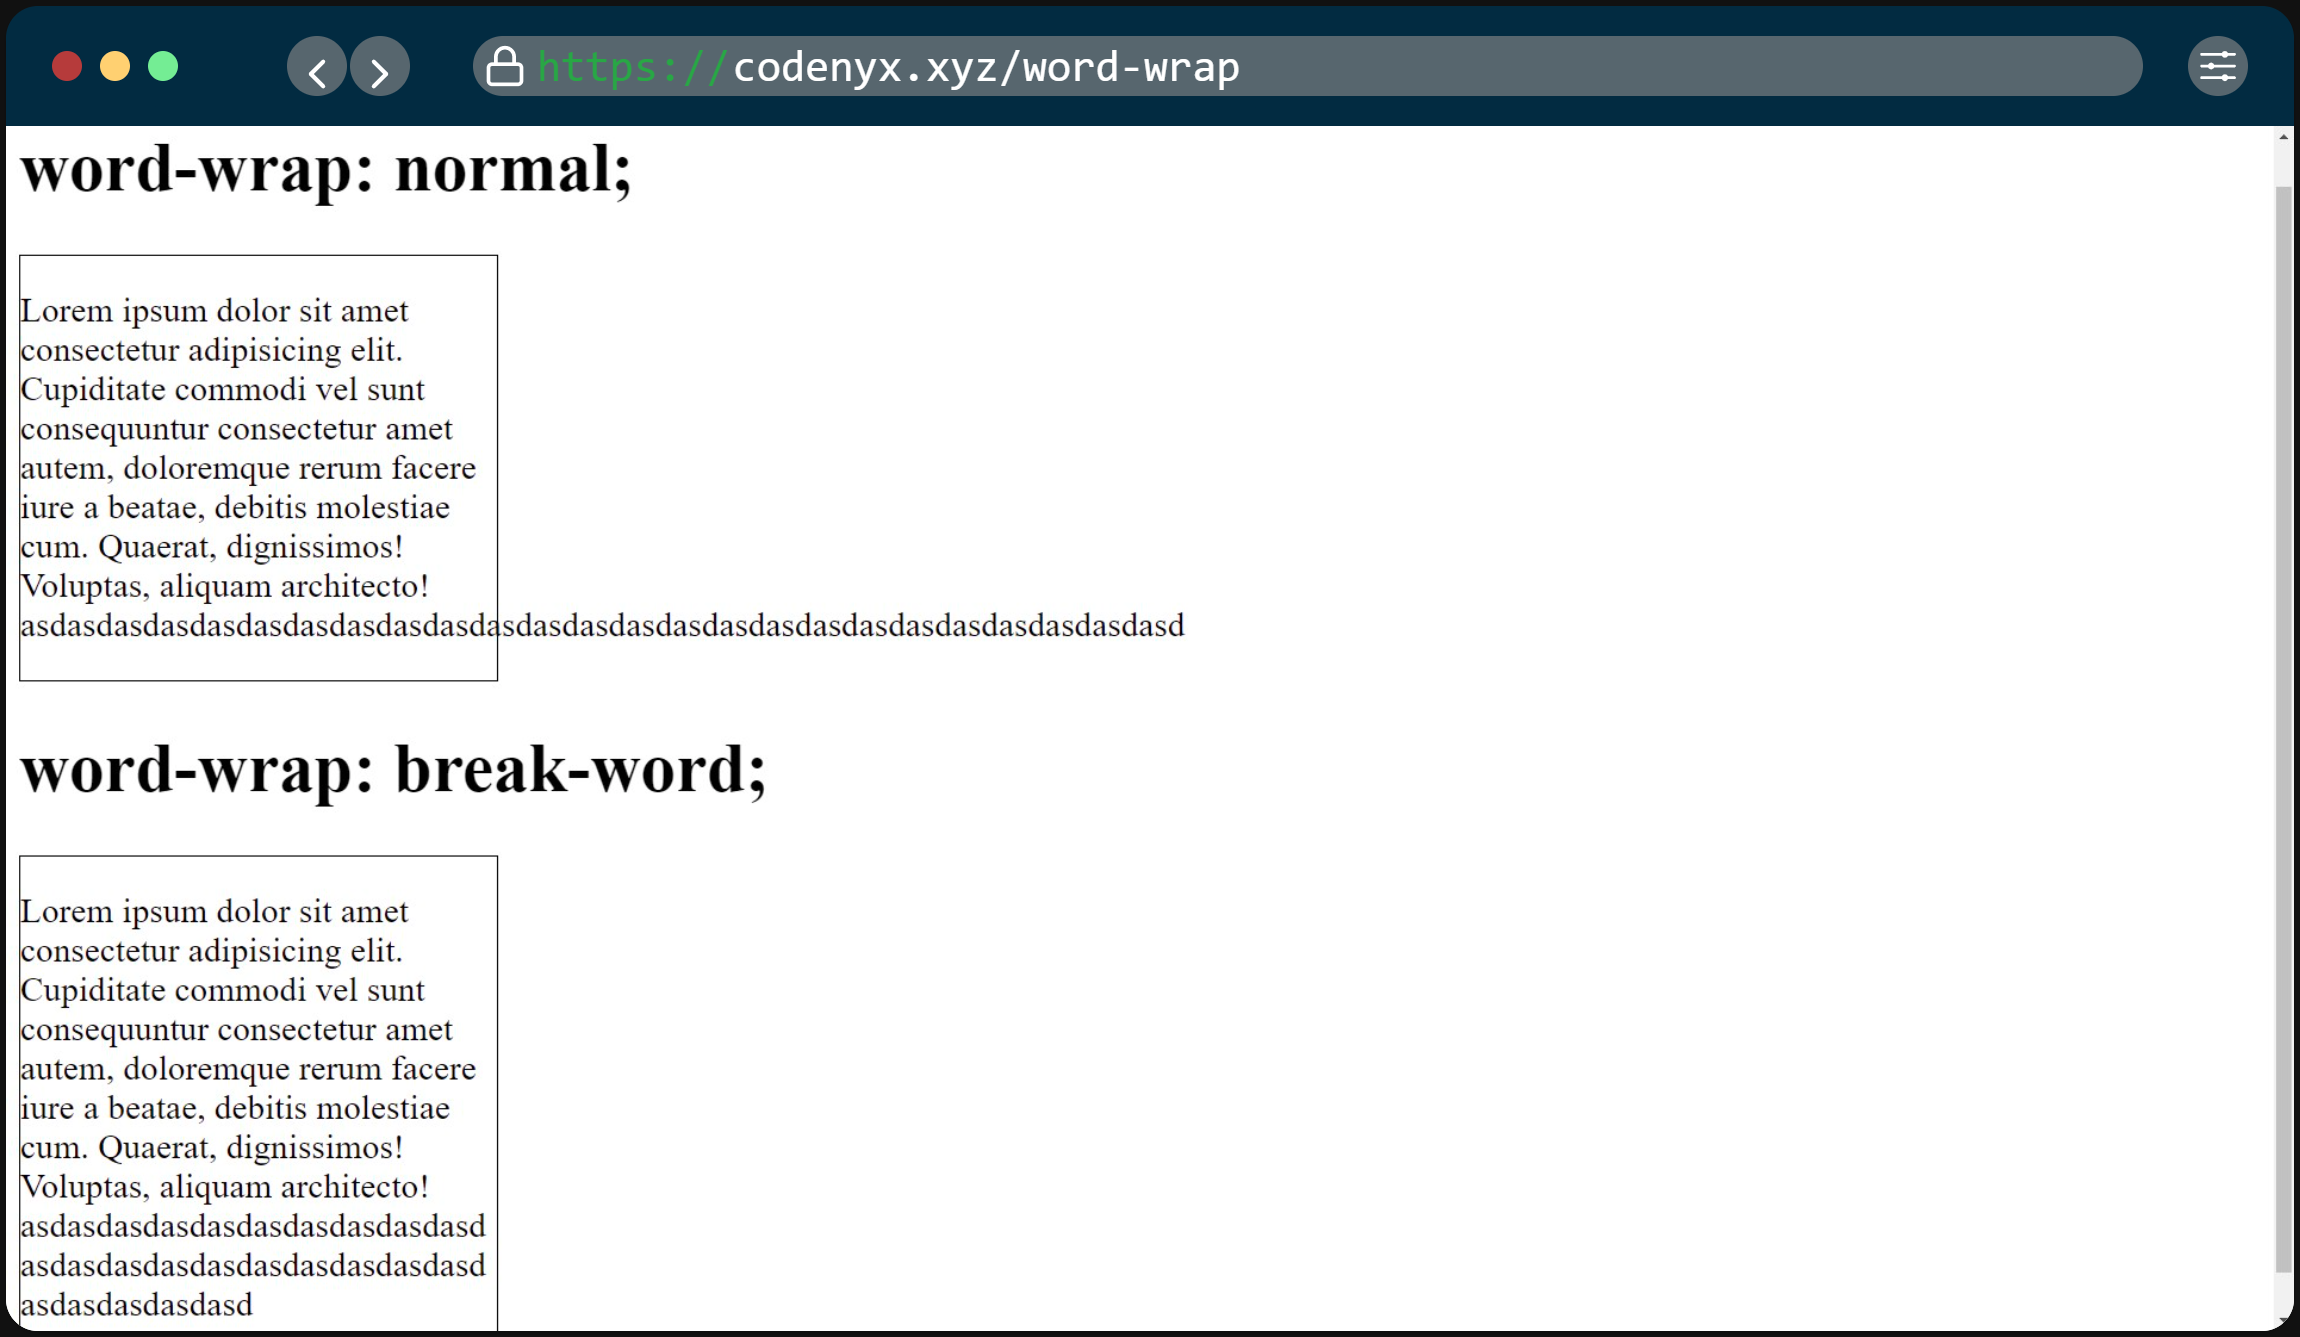 https://codenyx.xyz/word-wrap
word-wrap: normal;
Lorem ipsum dolor sit amet
consectetur adipisicing elit.
Cupiditate commodi vel sunt
consequuntur consectetur amet
autem, doloremque rerum facere
iure a beatae, debitis molestiae
cum. Quaerat, dignissimos!
Voluptas, aliquam architecto!
asdasdasdasdasdasdasdasdasdasdasdasdasdasdasdasdasdasdasdasdasdasdasdasdasd
word-wrap: break-word;
Lorem ipsum dolor sit amet
consectetur adipisicing elit.
Cupiditate commodi vel sunt
consequuntur consectetur amet
autem, doloremque rerum facere
iure a beatae, debitis molestiae
cum. Quaerat, dignissimos!
Voluptas, aliquam architecto!
asdasdasdasdasdasdasdasdasdasd
asdasdasdasdasdasdasdasdasdasd
asdasdasdasdasd